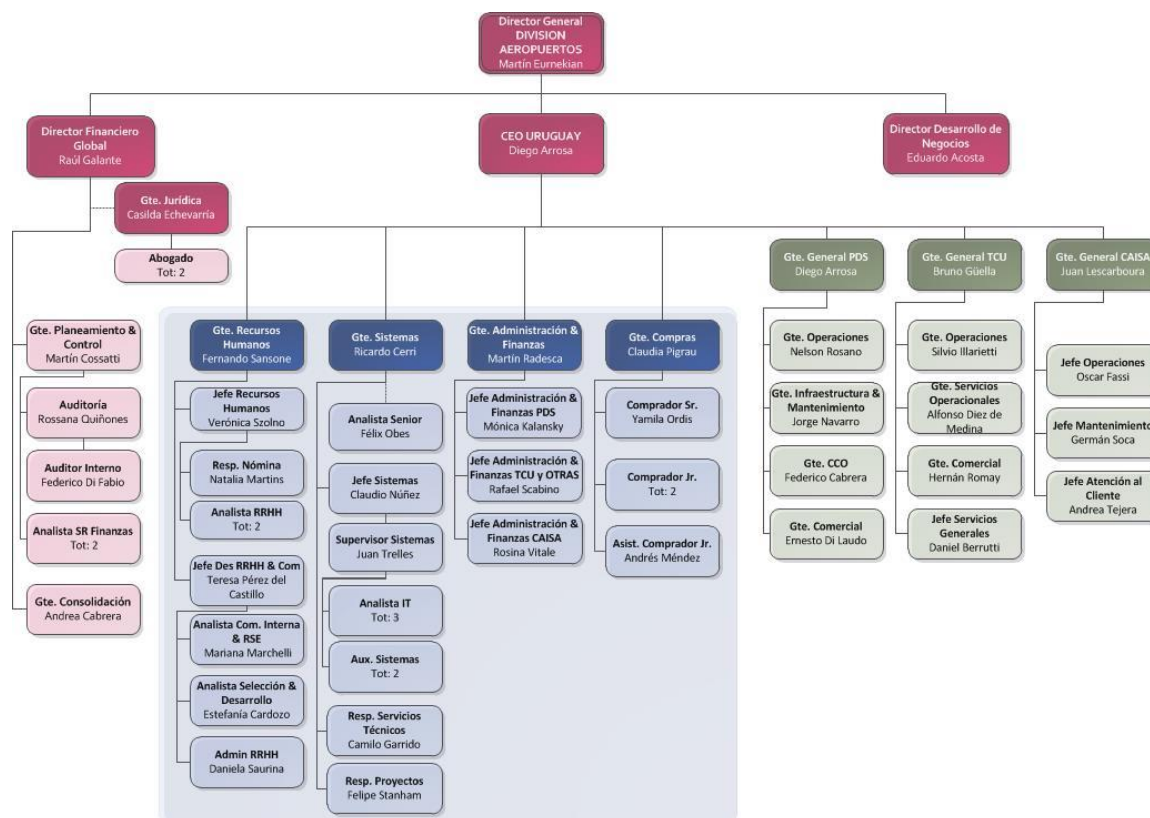 Director General
DIVISION
AEROPUERTOS
Martín Eurnekian
Director Financiero
Global
Raúl Galante
CEO URUGUAY
Diego Arrosa
Director Desarrollo de
Negocios
Eduardo Acosta
Gte. Jurídica
Casilda Echevarría
Abogado
Tot: 2
Gte. Planeamiento &
Control
Martín Cossatti
Auditoría
Rossana Quiñones
Auditor Interno
Federico Di Fabio
Analista SR Finanzas
Tot: 2
Gte. Consolidación
Andrea Cabrera
Gte. Recursos
Humanos
Fernando Sansone
Jefe Recursos
Humanos
Verónica Szolno
Resp. Nómina
Natalia Martins
Analista RRHH
Tot: 2
Jefe Des RRHH & Com
Teresa Pérez del
Castillo
Analista Com. Interna
& RSE
Mariana Marchelli
Analista Selección &
Desarrollo
Estefanía Cardozo
Admin RRHH
Daniela Saurina
Gte. Sistemas
Ricardo Cerri
Analista Senior
Félix Obes
Jefe Sistemas
Claudio Núñez
Supervisor Sistemas
Juan Trelles
Analista IT
Tot: 3
Aux. Sistemas
Tot: 2
Resp. Servicios
Técnicos
Camilo Garrido
Resp. Proyectos
Felipe Stanham
Gte. Administración &
Finanzas
Martín Radesca
Jefe Administración &
Finanzas PDS
Mónica Kalansky
Jefe Administración &
Finanzas TCU y OTRAS
Rafael Scabino
Jefe Administración &
Finanzas CAISA
Rosina Vitale
Gte. Compras
Claudia Pigrau
Comprador Sr.
Yamila Ordis
Comprador Jr.
Tot: 2
Asist. Comprador Jr.
Andrés Méndez
Gte. General PDS
Diego Arrosa
Gte. Operaciones
Nelson Rosano
Gte. Infraestructura &
Mantenimiento
Jorge Navarro
Gte. CCO
Federico Cabrera
Gte. Comercial
Ernesto Di Laudo
Gte. General TCU
Bruno Güella
Gte. Operaciones
Silvio Illarietti
Gte. Servicios
Operacionales
Alfonso Diez de
Medina
Gte. Comercial
Hernán Romay
Jefe Servicios
Generales
Daniel Berrutti
Gte. General CAISA
Juan Lescarboura
Jefe Operaciones
Oscar Fassi
Jefe Mantenimiento
Germán Soca
Jefe Atención al
Cliente
Andrea Tejera